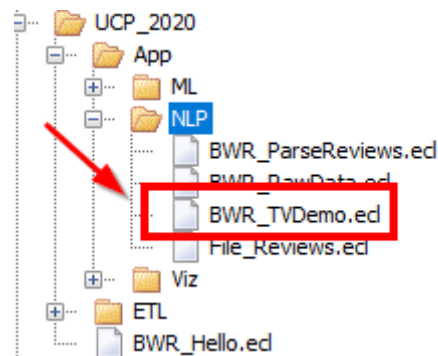 UCP_2020
App
ML
NLP
BWR_ParseReviews.ecl
BWR_RawData.ecl
BWR_TVDemo.ecl
File_Reviews.ecl
Viz
ETL
BWR_Hello.ecl